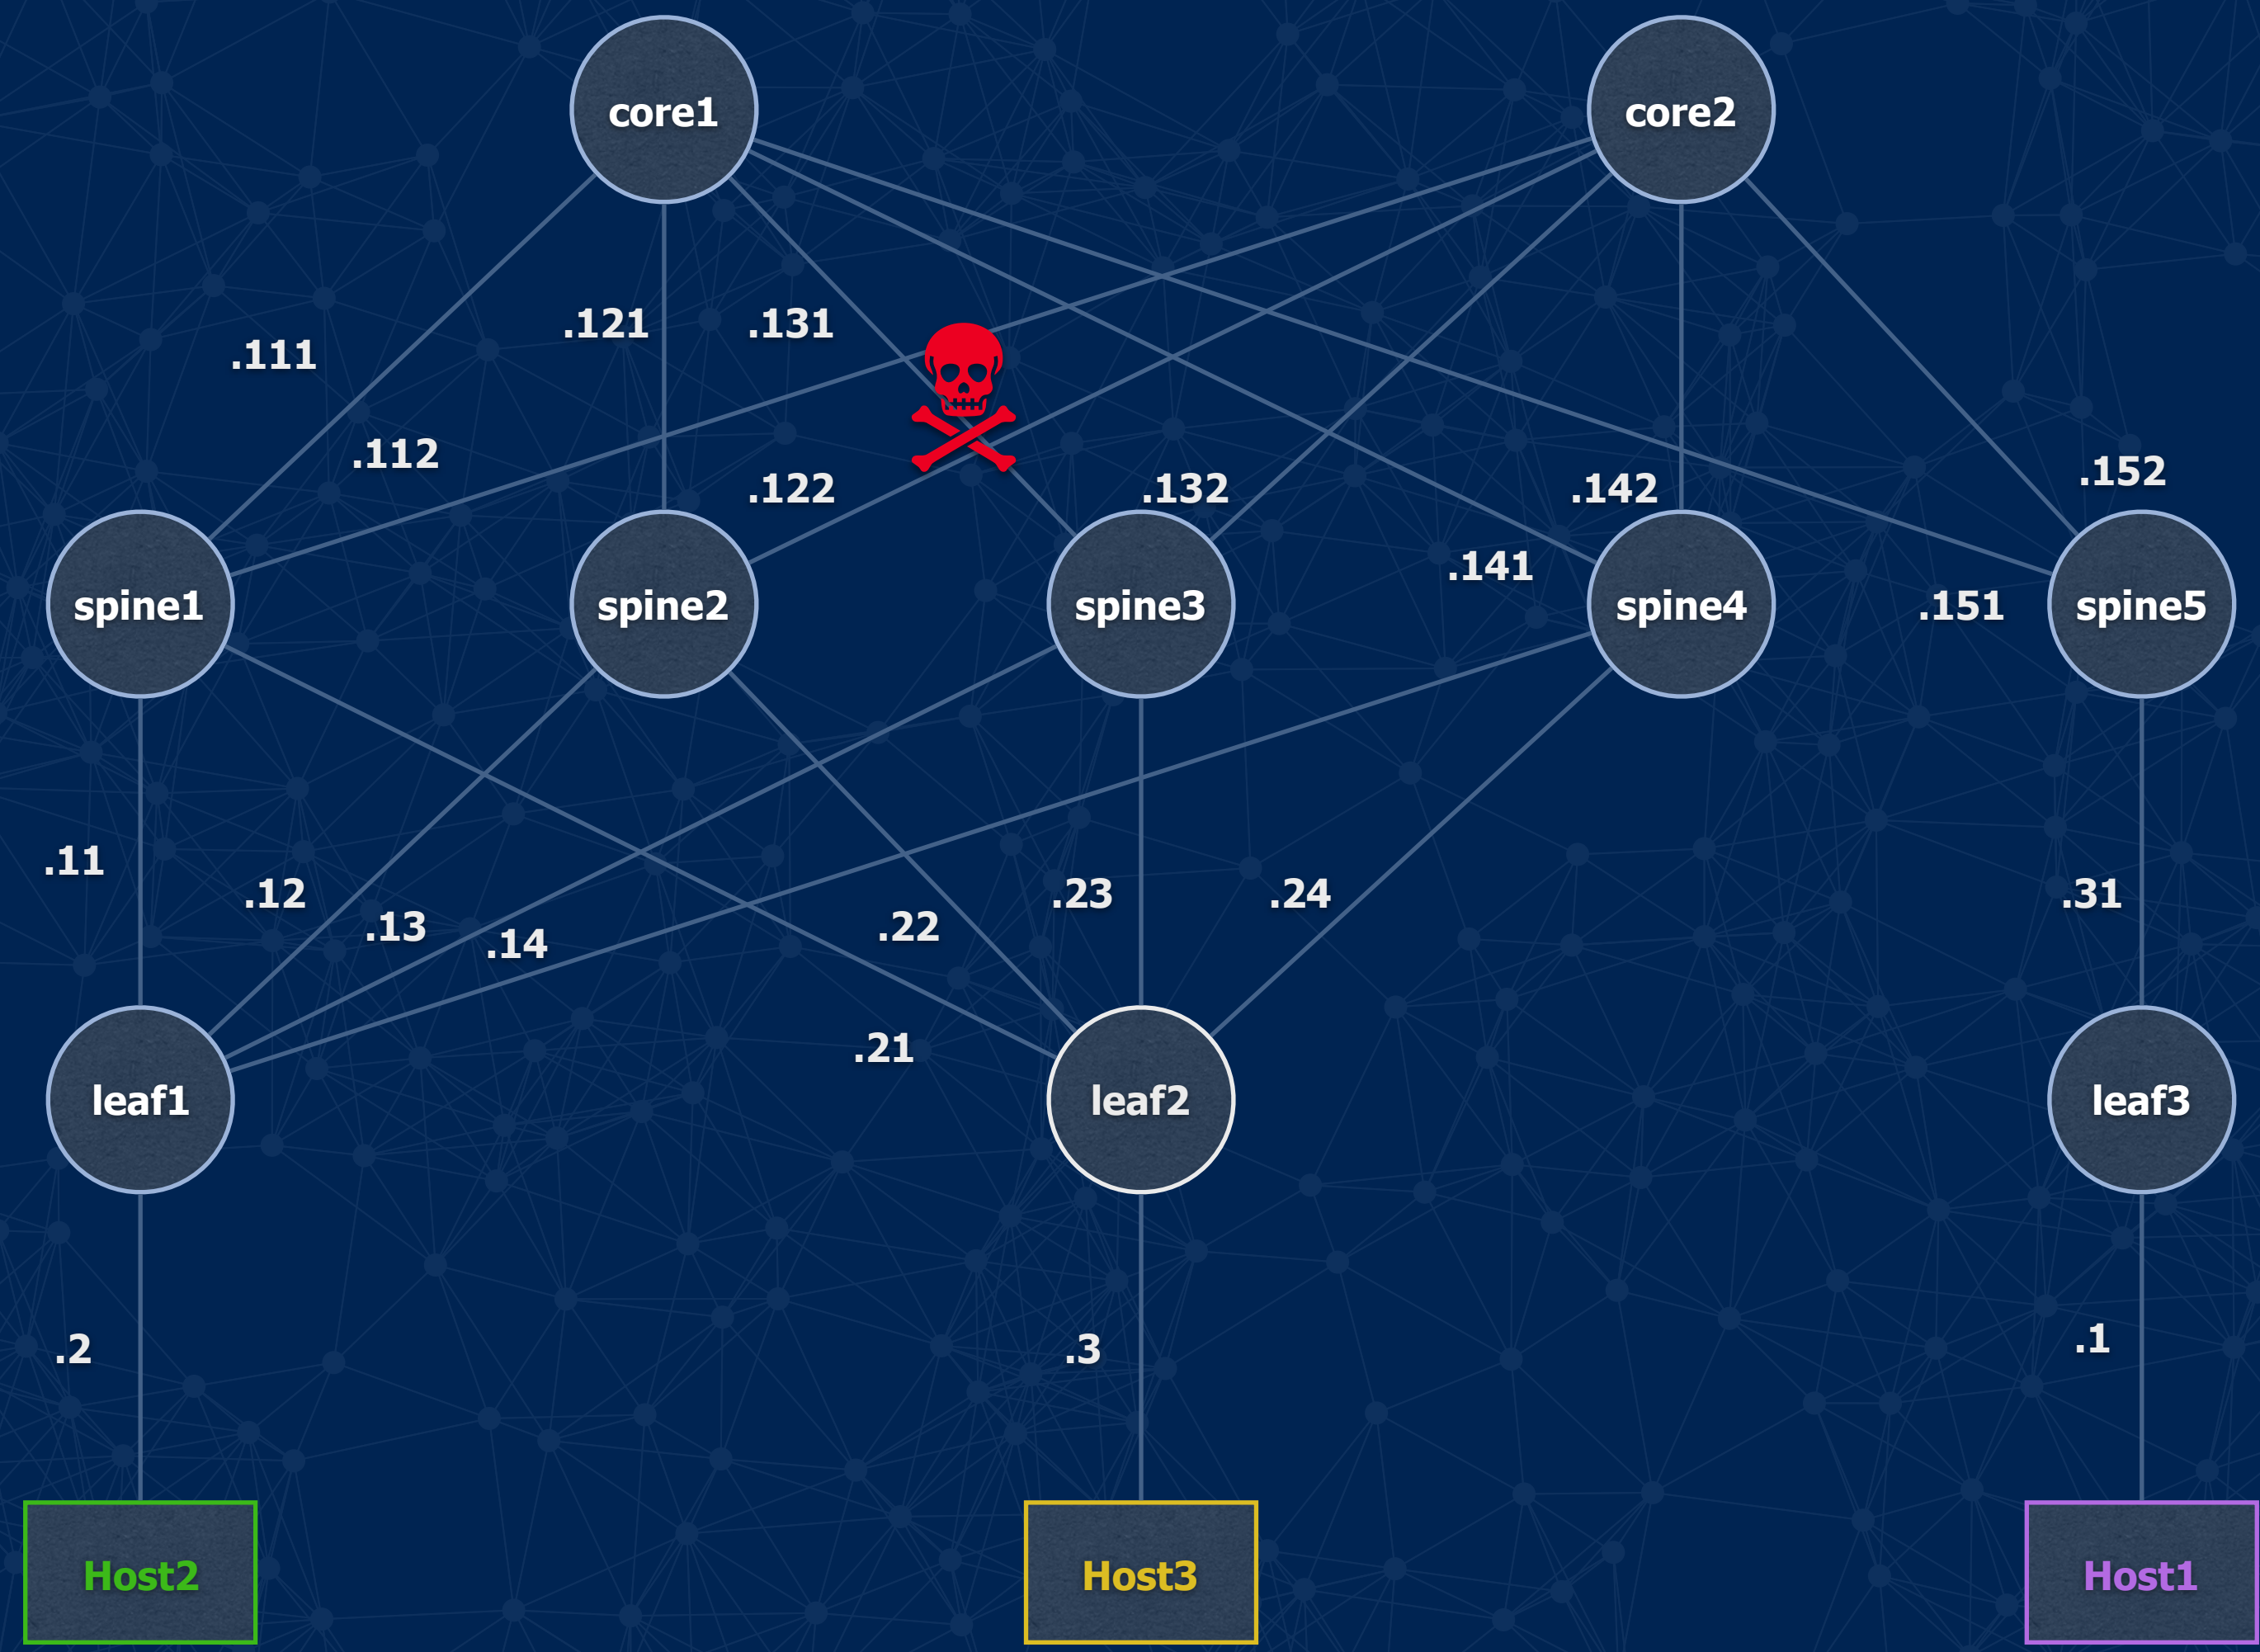 core1
core2
.121
.131
.111
.112
.152
.122
.132
.142
.141
spine1
spine2
spine3
spine4
.151
spine5
.11
.12
.23
.24
.31
.13
.22
.14
.21
leaf1
leaf2
leaf3
.2
.3
.1
Host2
Host3
Host1